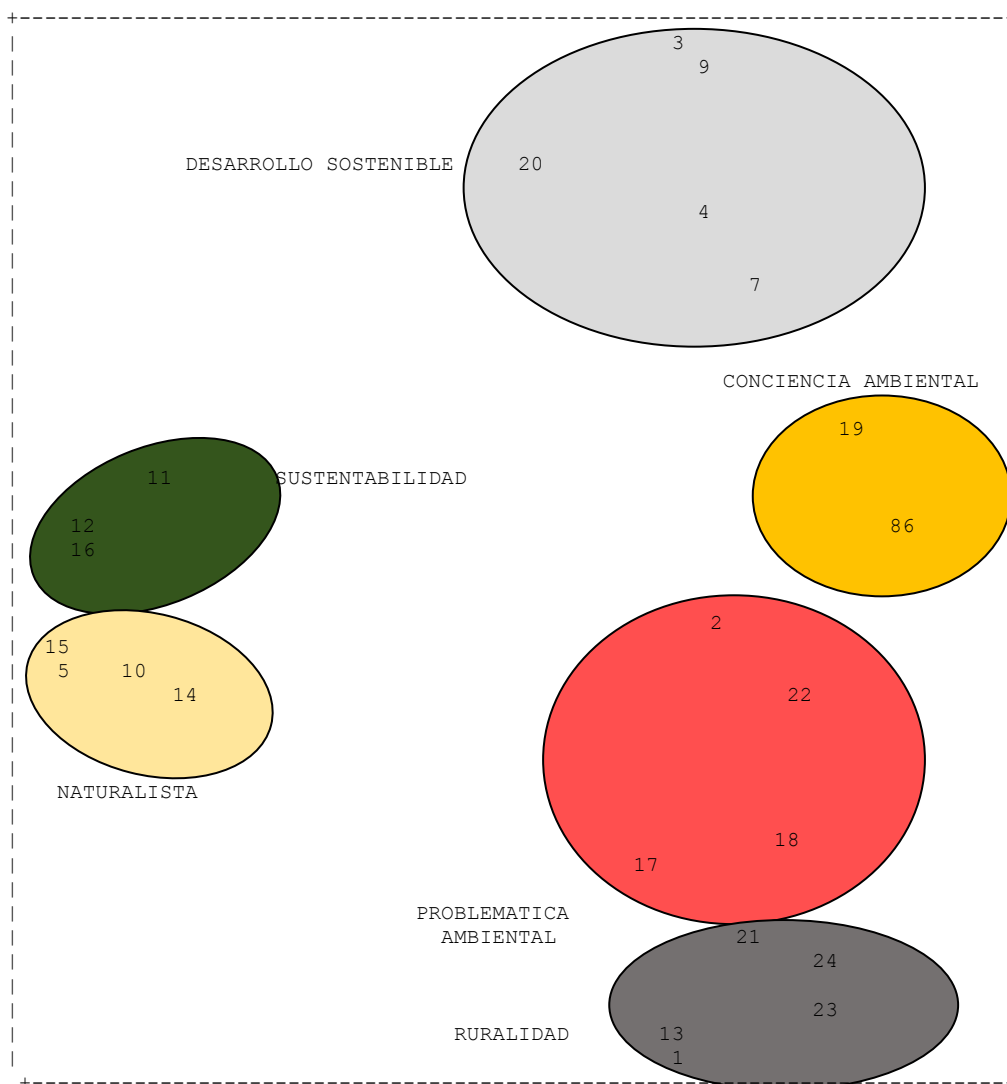 3
9
DESARROLLO SOSTENIBLE 20
4
7
CONCIENCIA AMBIENTAL
19
11 SUSTENTABILIDAD
12 86
16
2
15
5 10
14 22
NATURALISTA
18
17
PROBLEMATICA
AMBIENTAL 21
24
23
RURALIDAD 13
1